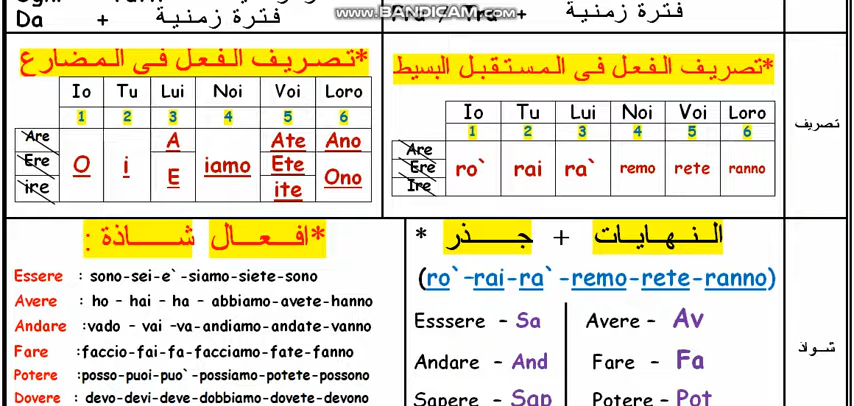 Da + فترة زمنية
Fra / Tra + فترة زمنية
www.BANDICAM.com
*تصريف الفعل فى المضارع
Io Tu Lui Noi Voi Loro
1 2 3 4 5 6
Are A Ate Ano
Ere O i iamo Ete
ire E ite Ono
*تصريف الفعل فى المستقبل البسيط
Io Tu Lui Noi Voi Loro
1 2 3 4 5 6
Are
Ere ro` rai ra` remo rete ranno
Ire
تصريف
*افعال شاذة :
Essere : sono-sei-e`-siamo-siete-sono
Avere : ho - hai - ha - abbiamo-avete-hanno
Andare :vado - vai -va-andiamo-andate-vanno
Fare :faccio-fai-fa-facciamo-fate-fanno
Potere :posso-puoi-puo`-possiamo-potete-possono
Dovere : devo-devi-deve-dobbiamo-dovete-devono
* جذر + النهايات
(ro`-rai-ra`-remo-rete-ranno)
Esssere - Sa Avere - Av
Andare - And Fare - Fa
Sapere - Sap Potere - Pot
شواذ